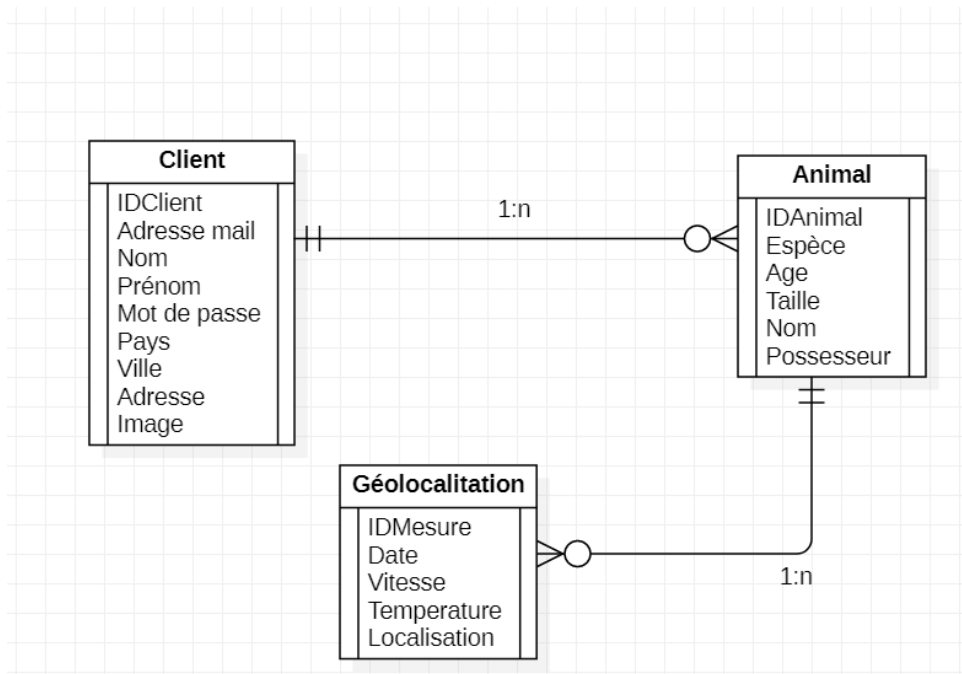 Client
IDClient
Adresse mail
Nom
Prénom
Mot de passe
Pays
Ville
Adresse
Image
1:n
Animal
IDAnimal
Espèce
Age
Taille
Nom
Possesseur
Géolocalitation
IDMesure
Date
Vitesse
Temperature
Localisation
1:n